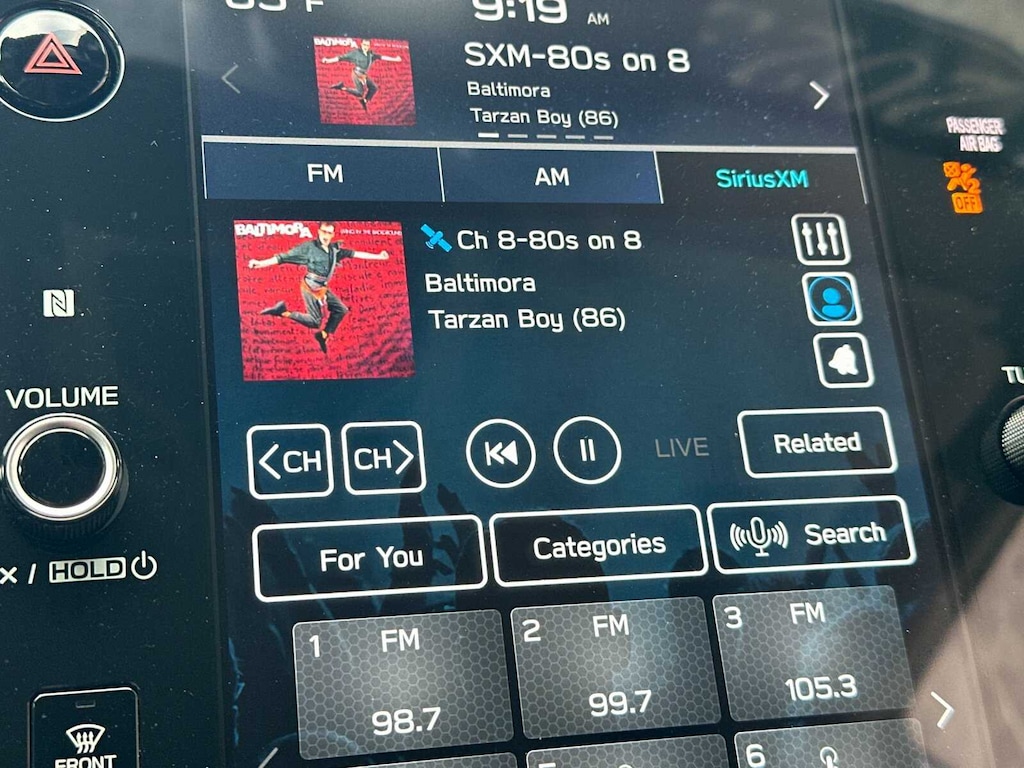 9:19 AM
SXM-80s on 8
Baltimora
Tarzan Boy (86)
PASSENGER
AIR BAG
OFF
FM
AM
SiriusXM
BALTIMORA
Ch 8-80s on 8
Baltimora
Tarzan Boy (86)
VOLUME
<CH
CH>
LIVE
Related
× / HOLD
For You
Categories
Search
1 FM
98.7
2 FM
99.7
3 FM
105.3
6
FRONT